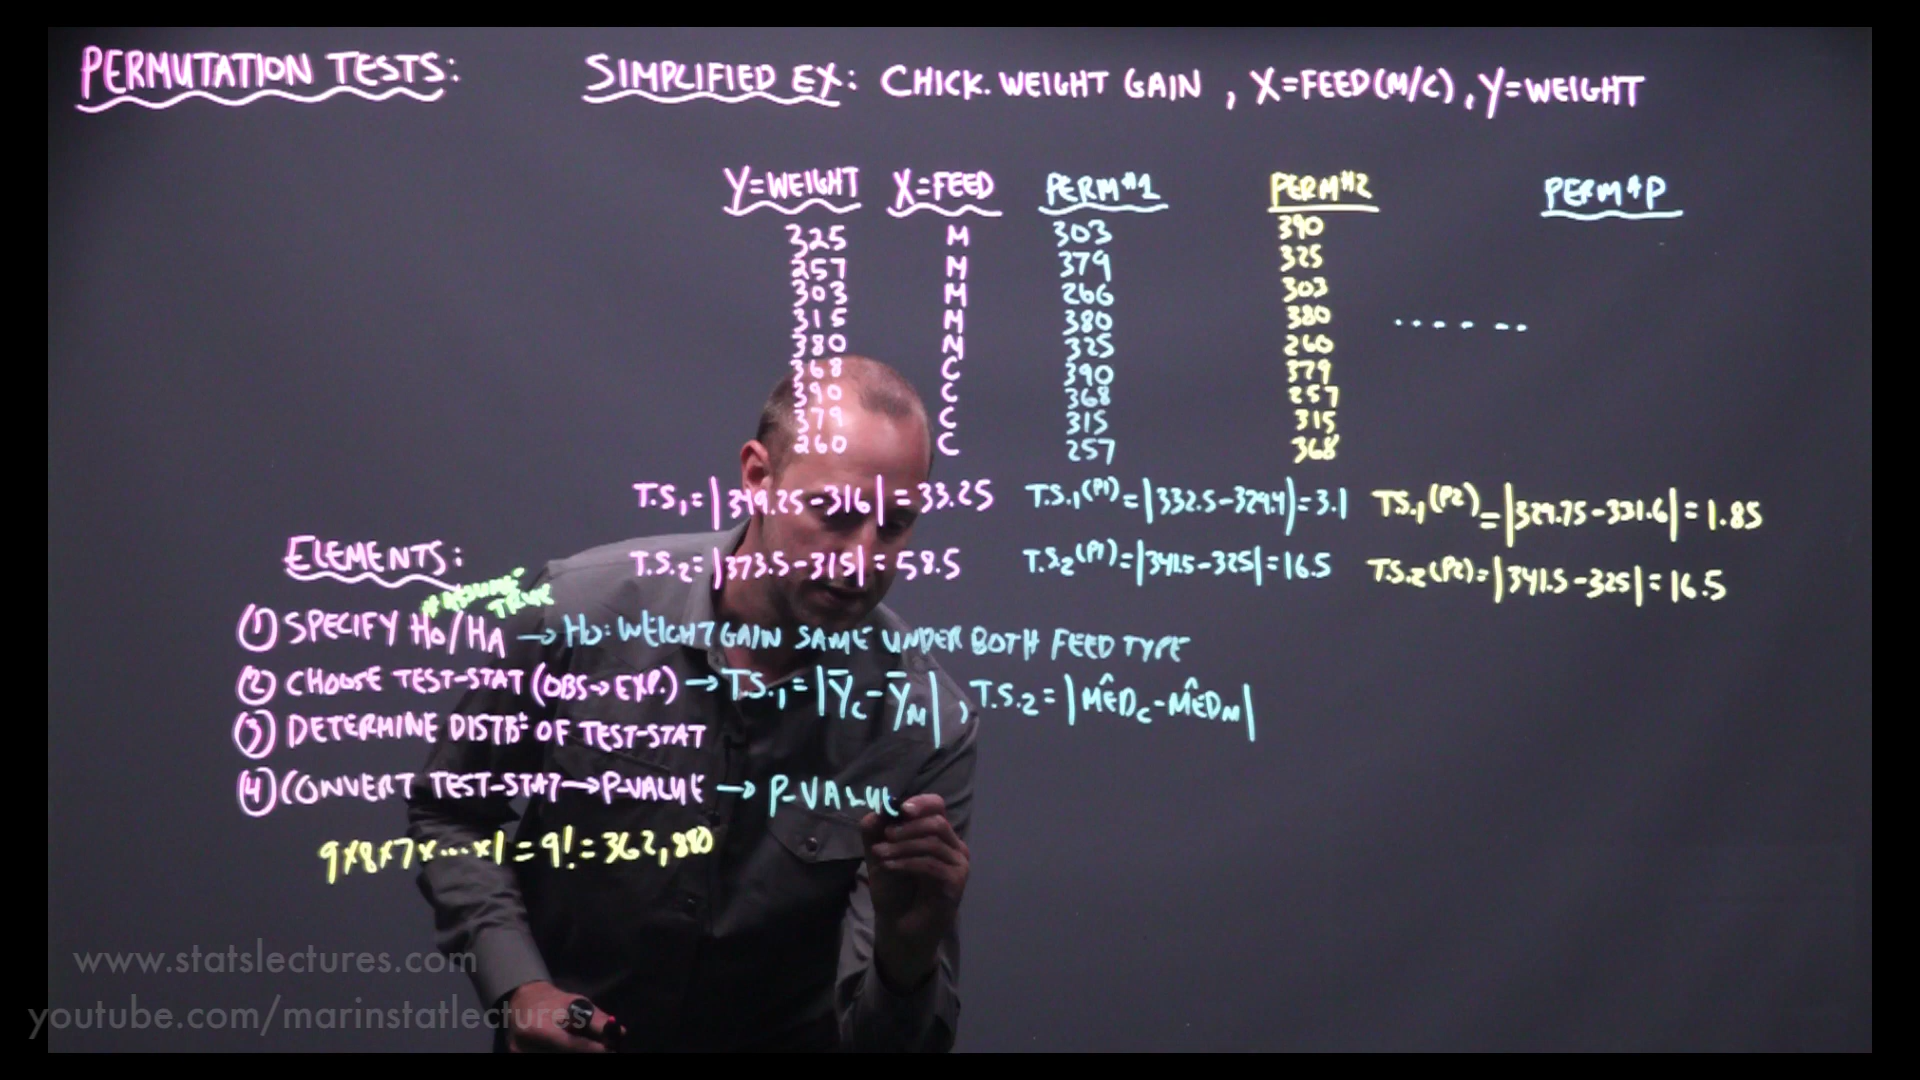 PERMUTATION TESTS:
SIMPLIFIED EX: CHICK. WEIGHT GAIN, X=FEED(M/C), Y=WEIGHT
Y=WEIGHT X=FEED PERM#1 PERM#2 PERM#P
325 M 303 390
257 M 379 325
303 M 266 303
315 M 380 380 ......
380 M 325 260
368 C 390 379
390 C 368 257
379 C 315 315
260 C 257 368
T.S.₁=|349.25-316|=33.25 T.S.₁(P1)=|332.5-329.4|=3.1 T.S.₁(P2)=|329.75-331.6|=1.85
T.S.₂=|373.5-315|=58.5 T.S₂(P1)=|341.5-325|=16.5 T.S.₂(P2)=|341.5-325|=16.5
ELEMENTS:
*ASSUME TRUE
① SPECIFY H₀/HA → H₀: WEIGHT GAIN SAME UNDER BOTH FEED TYPE
② CHOOSE TEST-STAT (OBS→EXP.) → T.S.₁=|Ȳc-ȲM|, T.S.₂=|MÊDc-MÊDM|
③ DETERMINE DISTB= OF TEST-STAT
④ CONVERT TEST-STAT→P-VALUE → P-VALUE
9×8×7×...×1=9!=362,880
www.statslectures.com
youtube.com/marinstatlectures